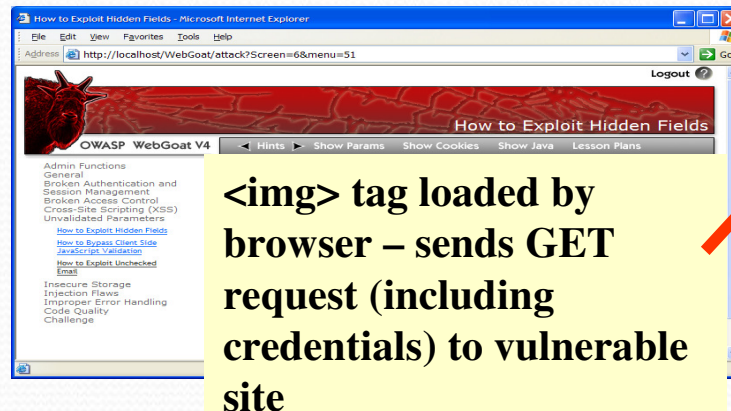 How to Exploit Hidden Fields - Microsoft Internet Explorer
File Edit View Favorites Tools Help
Address http://localhost/WebGoat/attack?Screen=6&menu=51 Go
Logout ?
How to Exploit Hidden Fields
OWASP WebGoat V4 Hints Show Params Show Cookies Show Java Lesson Plans
Admin Functions
General
Broken Authentication and
Session Management
Broken Access Control
Cross-Site Scripting (XSS)
Unvalidated Parameters
How to Exploit Hidden Fields
How to Bypass Client Side
JavaScript Validation
How to Exploit Unchecked
Email
Insecure Storage
Injection Flaws
Improper Error Handling
Code Quality
Challenge
<img> tag loaded by
browser – sends GET
request (including
credentials) to vulnerable
site